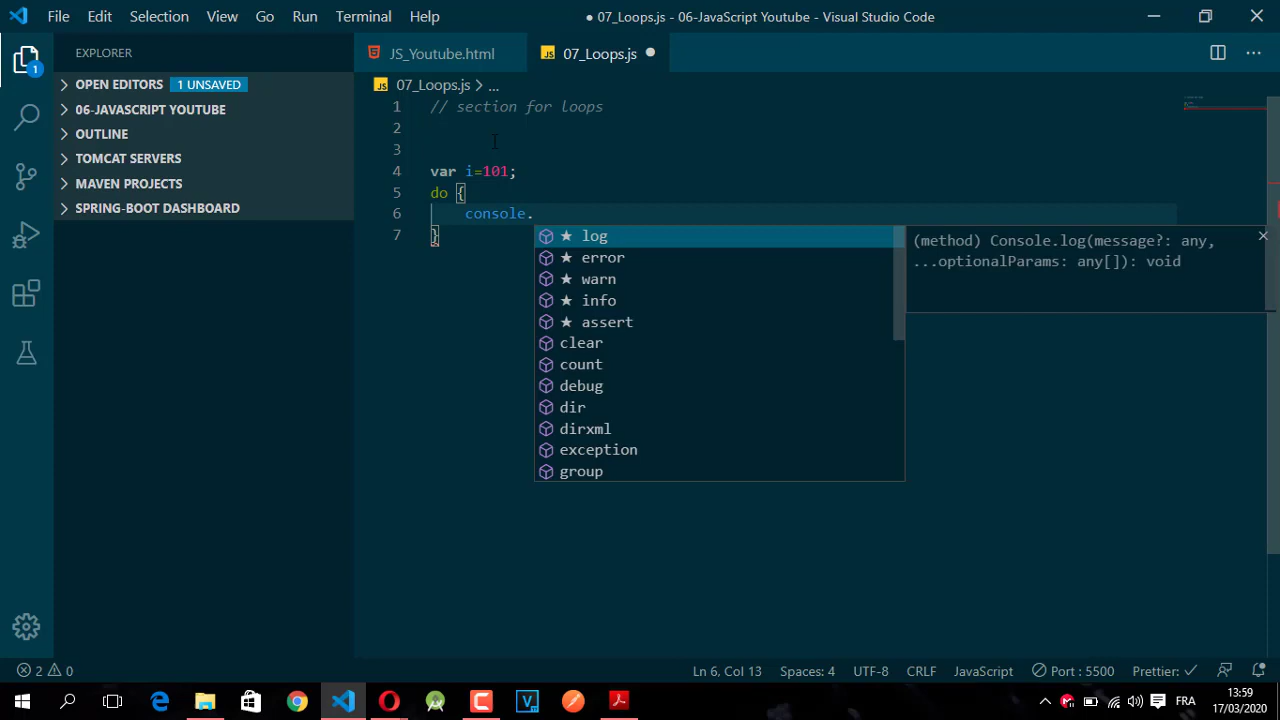 File Edit Selection View Go Run Terminal Help
● 07_Loops.js - 06-JavaScript Youtube - Visual Studio Code
EXPLORER
JS_Youtube.html
07_Loops.js
1
OPEN EDITORS 1 UNSAVED
06-JAVASCRIPT YOUTUBE
OUTLINE
TOMCAT SERVERS
MAVEN PROJECTS
SPRING-BOOT DASHBOARD
07_Loops.js > ...
1 // section for loops
2
3
4 var i=101;
5 do {
6 console.
7 }
★ log
★ error
★ warn
★ info
★ assert
clear
count
debug
dir
dirxml
exception
group
(method) Console.log(message?: any,
...optionalParams: any[]): void
2 0
Ln 6, Col 13 Spaces: 4 UTF-8 CRLF JavaScript Port : 5500 Prettier: ✓
FRA
13:59
17/03/2020